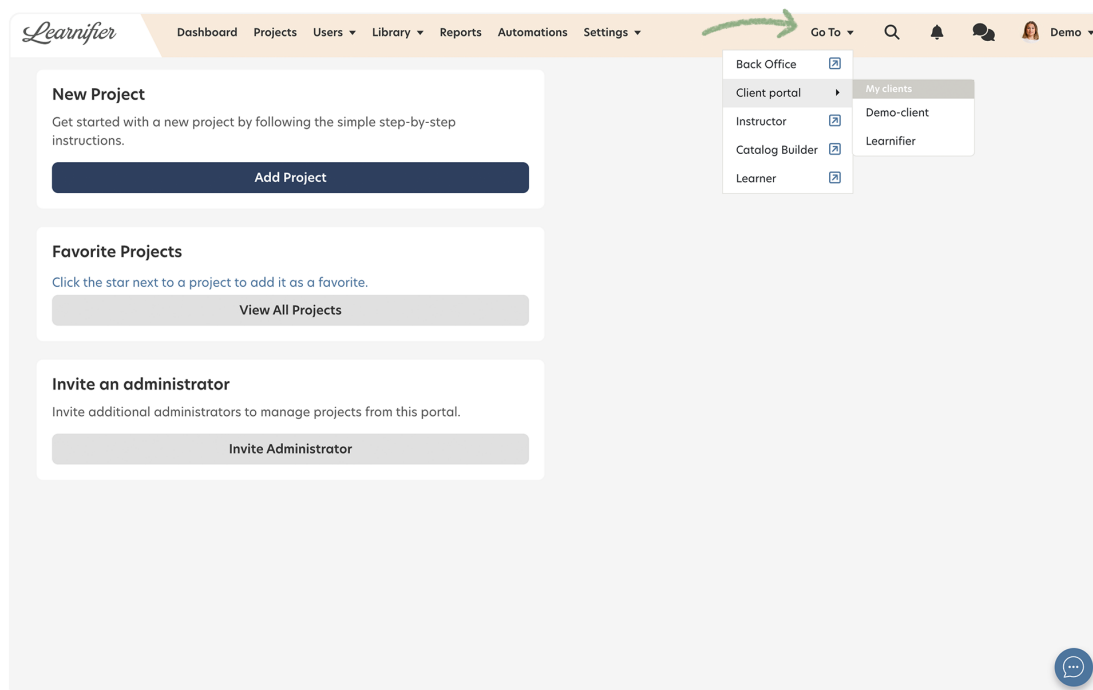 Learnifier
Dashboard Projects Users Library Reports Automations Settings Go To Demo
Back Office
Client portal
Instructor
Catalog Builder
Learner
My clients
Demo-client
Learnifier
New Project
Get started with a new project by following the simple step-by-step
instructions.
Add Project
Favorite Projects
Click the star next to a project to add it as a favorite.
View All Projects
Invite an administrator
Invite additional administrators to manage projects from this portal.
Invite Administrator